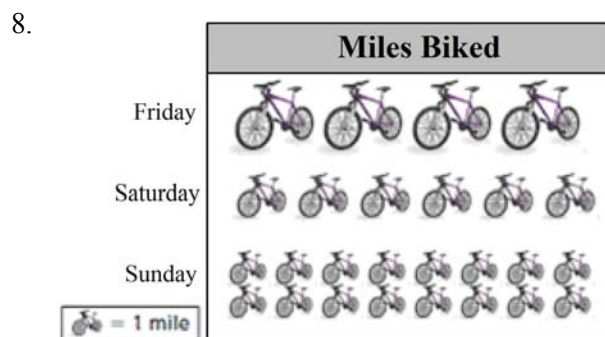 8.
Miles Biked
Friday
Saturday
Sunday
= 1 mile